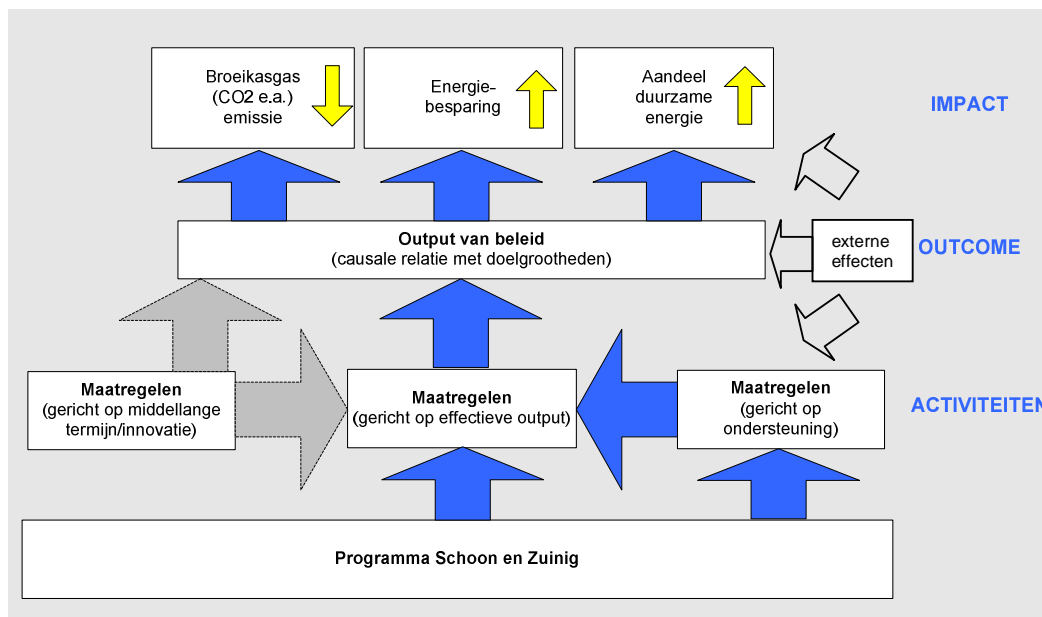 Broeikasgas
(CO2 e.a.)
emissie
Energie-
besparing
Aandeel
duurzame
energie
IMPACT
Output van beleid
(causale relatie met doelgrootheden)
externe
effecten
OUTCOME
Maatregelen
(gericht op middellange
termijn/innovatie)
Maatregelen
(gericht op effectieve output)
Maatregelen
(gericht op
ondersteuning)
ACTIVITEITEN
Programma Schoon en Zuinig